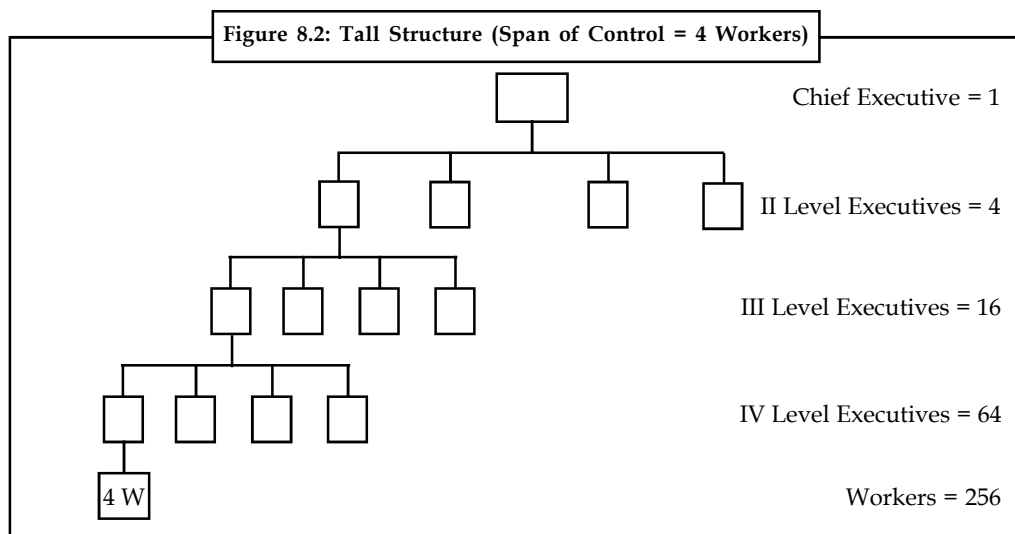 Figure 8.2: Tall Structure (Span of Control = 4 Workers)
Chief Executive = 1
II Level Executives = 4
III Level Executives = 16
IV Level Executives = 64
4 W
Workers = 256